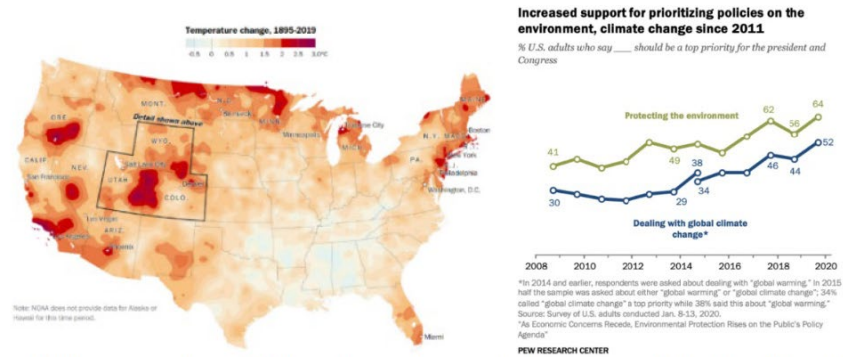 Temperature change, 1895-2019
-0.5 0 0.5 1 1.5 2 2.5 3.0°C
Detail shown above
MONT.
Bismarck
MINN.
Minneapolis
ORE.
WYO.
MICH.
N.Y.
MASS.
Boston
New York
PA.
Philadelphia
Washington, D.C.
CALIF.
NEV.
Salt Lake City
UTAH
Denver
COLO.
San Francisco
Las Vegas
ARIZ.
Miami
Note: NOAA does not provide data for Alaska or
Hawaii for this time period.
Increased support for prioritizing policies on the
environment, climate change since 2011
% U.S. adults who say ___ should be a top priority for the president and
Congress
Protecting the environment
41
49
62
56
64
30
29
38
34
46
44
52
Dealing with global climate
change*
2008 2010 2012 2014 2016 2018 2020
*In 2014 and earlier, respondents were asked about dealing with "global warming." In 2015
half the sample was asked about either "global warming" or "global climate change"; 34%
called "global climate change" a top priority while 38% said this about "global warming."
Source: Survey of U.S. adults conducted Jan. 8-13, 2020.
"As Economic Concerns Recede, Environmental Protection Rises on the Public's Policy
Agenda"
PEW RESEARCH CENTER